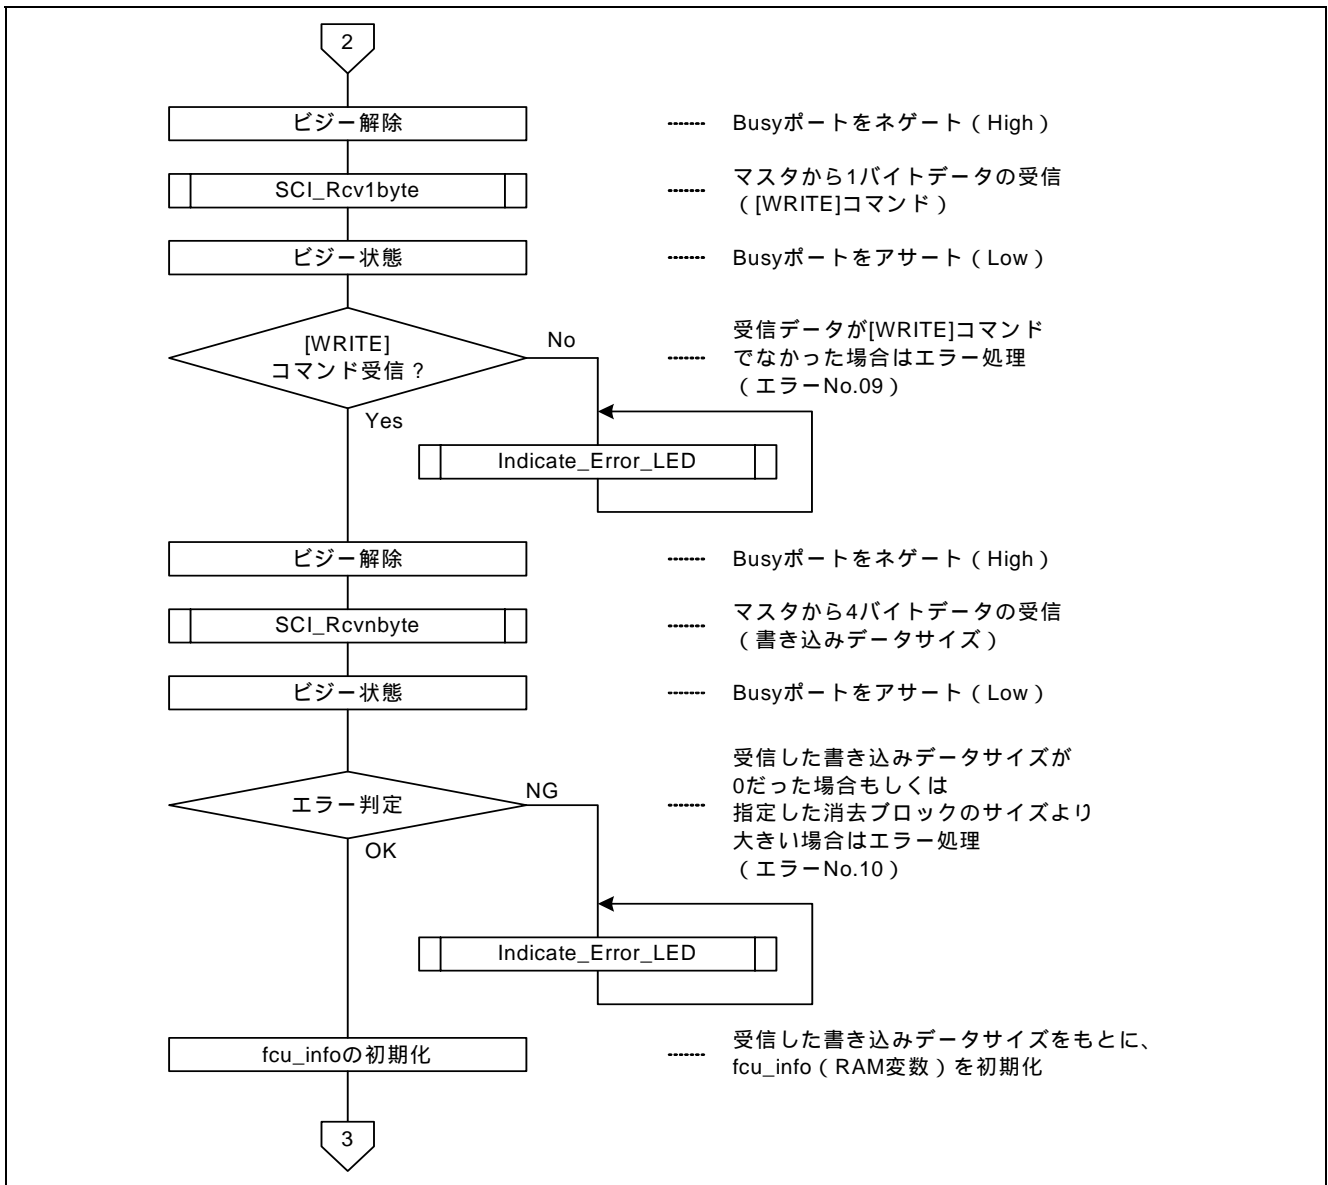 2
ビジー解除
Busyポートをネゲート（High）
SCI_Rcv1byte
マスタから1バイトデータの受信
（[WRITE]コマンド）
ビジー状態
Busyポートをアサート（Low）
[WRITE]
コマンド受信？
No
Yes
受信データが[WRITE]コマンド
でなかった場合はエラー処理
（エラーNo.09）
Indicate_Error_LED
ビジー解除
Busyポートをネゲート（High）
SCI_Rcvnbyte
マスタから4バイトデータの受信
（書き込みデータサイズ）
ビジー状態
Busyポートをアサート（Low）
エラー判定
NG
OK
受信した書き込みデータサイズが
0だった場合もしくは
指定した消去ブロックのサイズより
大きい場合はエラー処理
（エラーNo.10）
Indicate_Error_LED
fcu_infoの初期化
受信した書き込みデータサイズをもとに、
fcu_info（RAM変数）を初期化
3